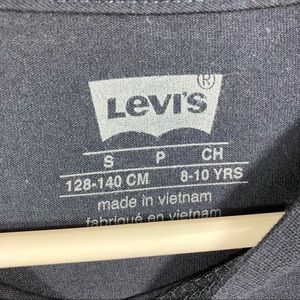 Levi's ®
S P CH
128-140 CM 8-10 YRS
made in vietnam
fabriqué en vietnam